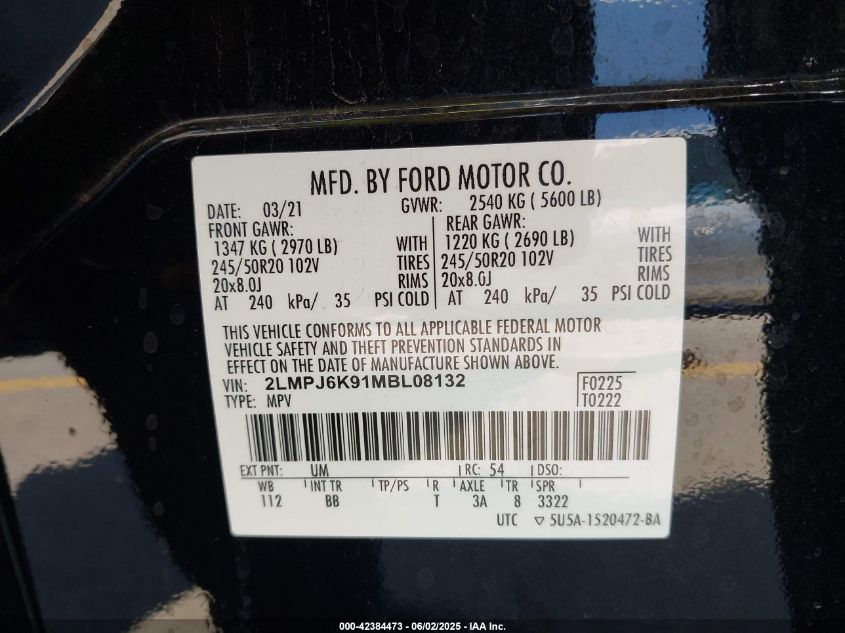 MFD. BY FORD MOTOR CO.
DATE: 03/21 GVWR: 2540 KG ( 5600 LB)
FRONT GAWR: REAR GAWR:
1347 KG ( 2970 LB) WITH 1220 KG ( 2690 LB) WITH
245/50R20 102V TIRES 245/50R20 102V TIRES
20x8.0J RIMS 20x8.0J RIMS
AT 240 kPa/ 35 PSI COLD AT 240 kPa/ 35 PSI COLD
THIS VEHICLE CONFORMS TO ALL APPLICABLE FEDERAL MOTOR
VEHICLE SAFETY AND THEFT PREVENTION STANDARDS IN
EFFECT ON THE DATE OF MANUFACTURE SHOWN ABOVE.
VIN: 2LMPJ6K91MBL08132 F0225
TYPE: MPV T0222
EXT PNT: UM RC: 54 DSO:
WB INT TR TP/PS R AXLE TR SPR
112 BB T 3A 8 3322
UTC ▽ 5U5A-1520472-BA
000-42384473 - 06/02/2025 - IAA Inc.